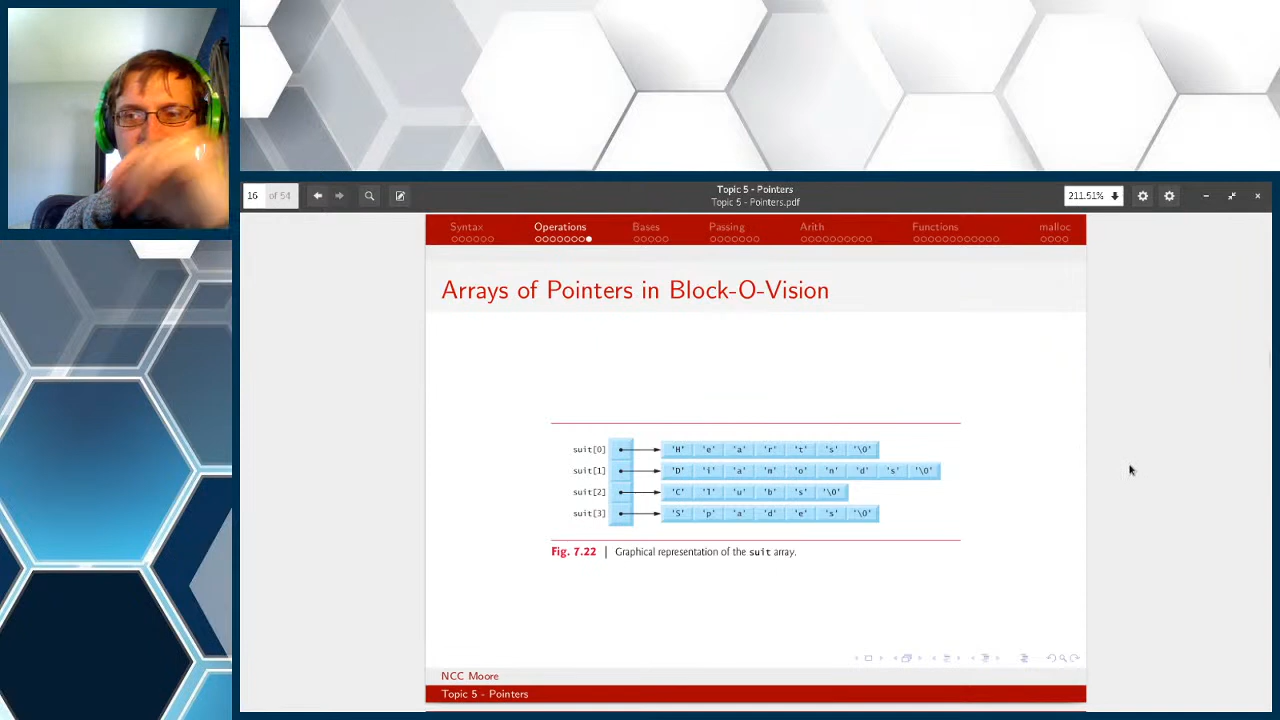 Topic 5 - Pointers
Topic 5 - Pointers.pdf
16 of 54
211.51%
Syntax Operations Bases Passing Arith Functions malloc
Arrays of Pointers in Block-O-Vision
suit[0] 'H' 'e' 'a' 'r' 't' 's' '\0'
suit[1] 'D' 'i' 'a' 'm' 'o' 'n' 'd' 's' '\0'
suit[2] 'C' 'l' 'u' 'b' 's' '\0'
suit[3] 'S' 'p' 'a' 'd' 'e' 's' '\0'
Fig. 7.22 | Graphical representation of the suit array.
NCC Moore
Topic 5 - Pointers